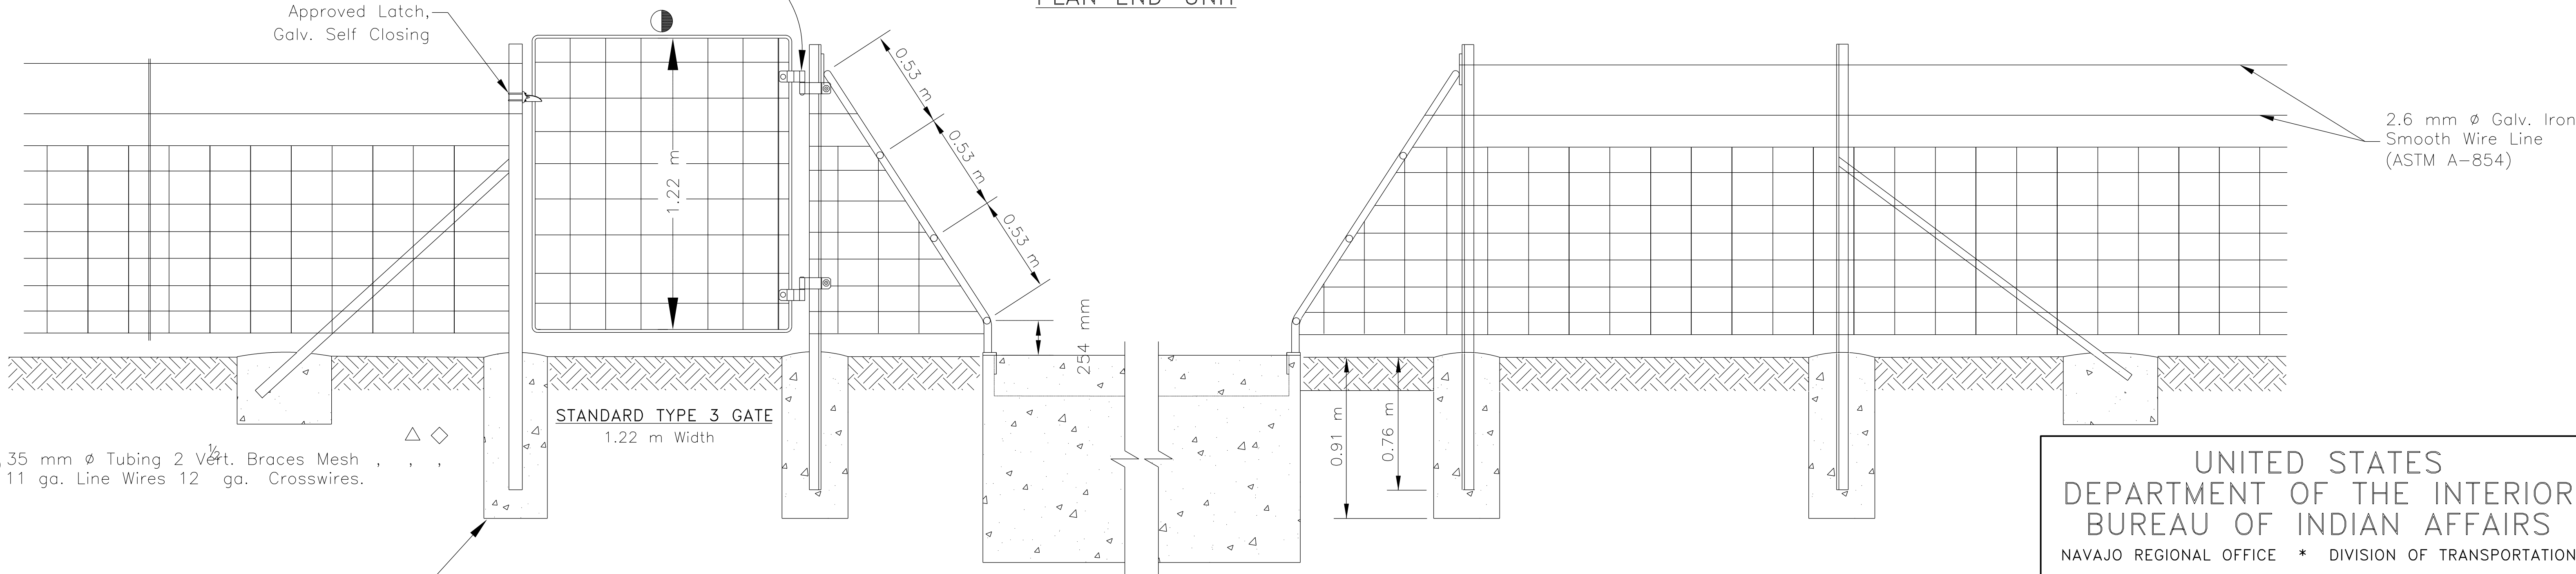 PLAN END UNIT
Approved Latch,
Galv. Self Closing
0.53 m
0.53 m
0.53 m
1.22 m
254 mm
2.6 mm ø Galv. Iron
Smooth Wire Line
(ASTM A-854)
STANDARD TYPE 3 GATE
1.22 m Width
0.91 m
0.76 m
½
35 mm ø Tubing 2 Vert. Braces Mesh , , ,
11 ga. Line Wires 12 ga. Crosswires.
UNITED STATES
DEPARTMENT OF THE INTERIOR
BUREAU OF INDIAN AFFAIRS
NAVAJO REGIONAL OFFICE * DIVISION OF TRANSPORTATION